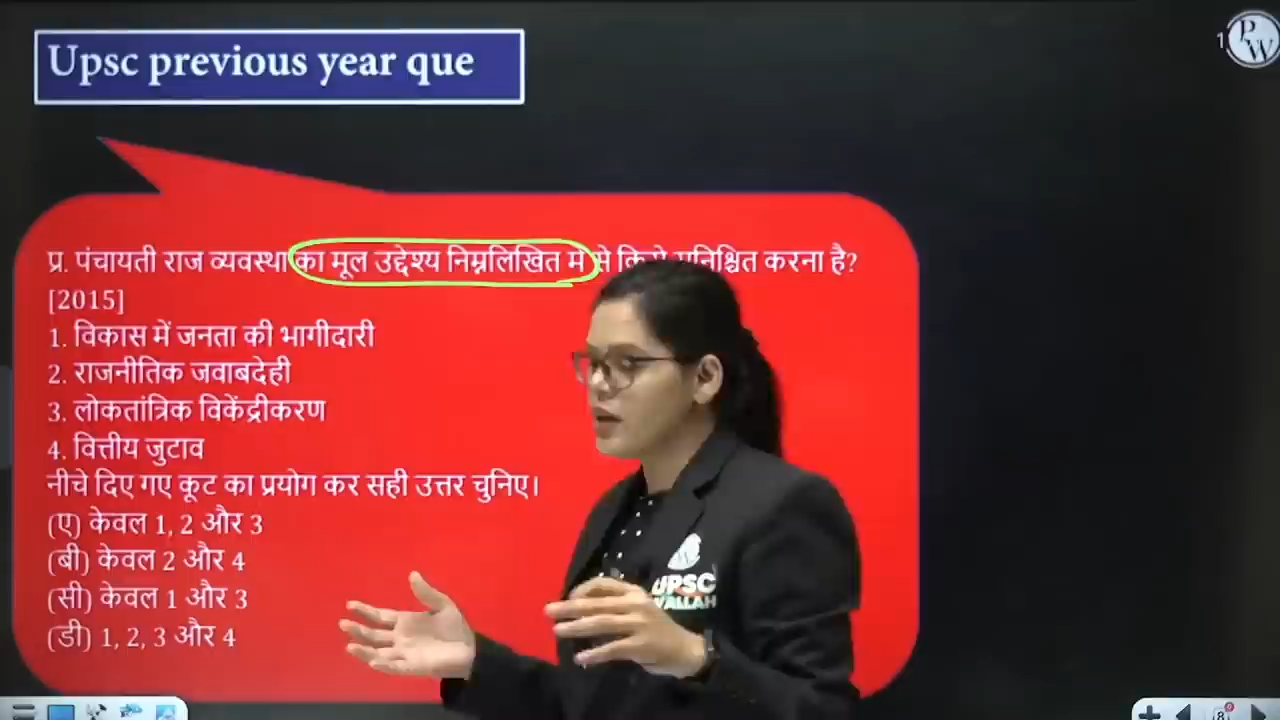 Upsc previous year que
1
PW
प्र. पंचायती राज व्यवस्था का मूल उद्देश्य निम्नलिखित में से सुनिश्चित करना है?
[2015]
1. विकास में जनता की भागीदारी
2. राजनीतिक जवाबदेही
3. लोकतांत्रिक विकेंद्रीकरण
4. वित्तीय जुटाव
नीचे दिए गए कूट का प्रयोग कर सही उत्तर चुनिए।
(ए) केवल 1, 2 और 3
(बी) केवल 2 और 4
(सी) केवल 1 और 3
(डी) 1, 2, 3 और 4
UPSC
WALLAH
8